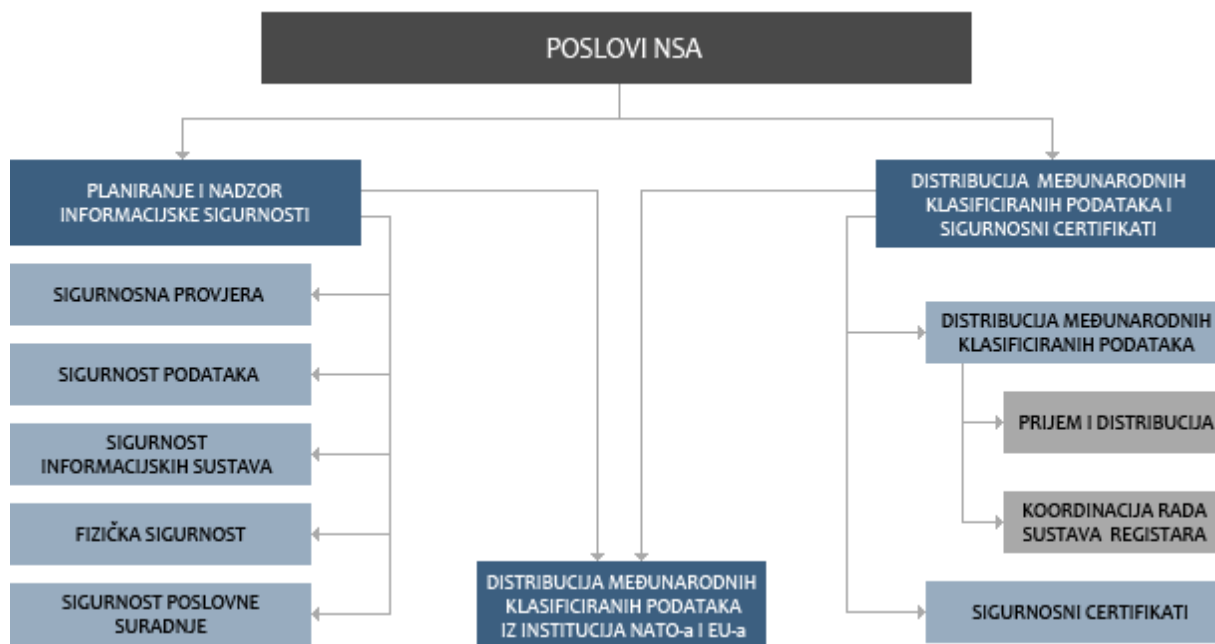 POSLOVI NSA
PLANIRANJE I NADZOR
INFORMACIJSKE SIGURNOSTI
SIGURNOSNA PROVJERA
SIGURNOST PODATAKA
SIGURNOST
INFORMACIJSKIH SUSTAVA
FIZIČKA SIGURNOST
SIGURNOST POSLOVNE
SURADNJE
DISTRIBUCIJA MEĐUNARODNIH
KLASIFICIRANIH PODATAKA
IZ INSTITUCIJA NATO-a I EU-a
DISTRIBUCIJA MEĐUNARODNIH
KLASIFICIRANIH PODATAKA I
SIGURNOSNI CERTIFIKATI
DISTRIBUCIJA MEĐUNARODNIH
KLASIFICIRANIH PODATAKA
PRIJEM I DISTRIBUCIJA
KOORDINACIJA RADA
SUSTAVA REGISTARA
SIGURNOSNI CERTIFIKATI